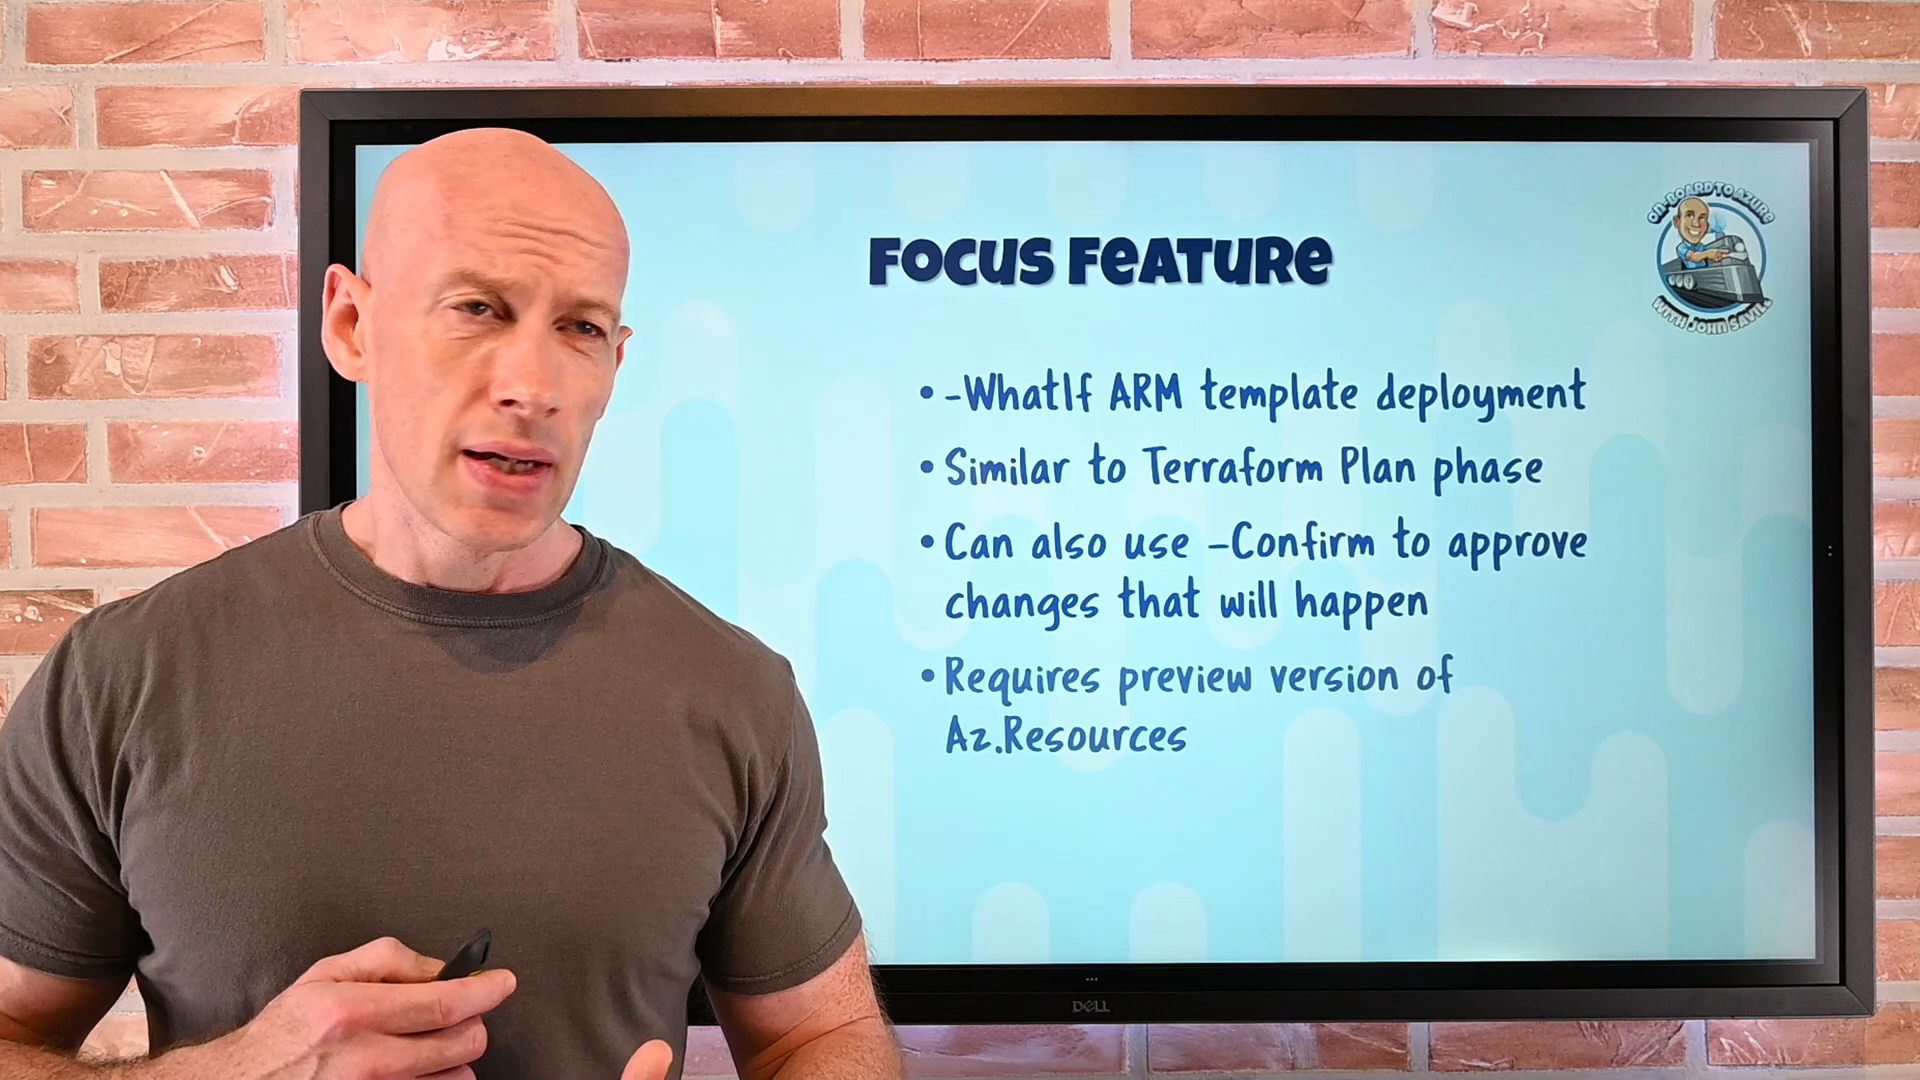 ON-BOARD TO AZURE
WITH JOHN SAVILL
FOCUS FEATURE
• -WhatIf ARM template deployment
• Similar to Terraform Plan phase
• Can also use -Confirm to approve
changes that will happen
• Requires preview version of
Az.Resources
DELL